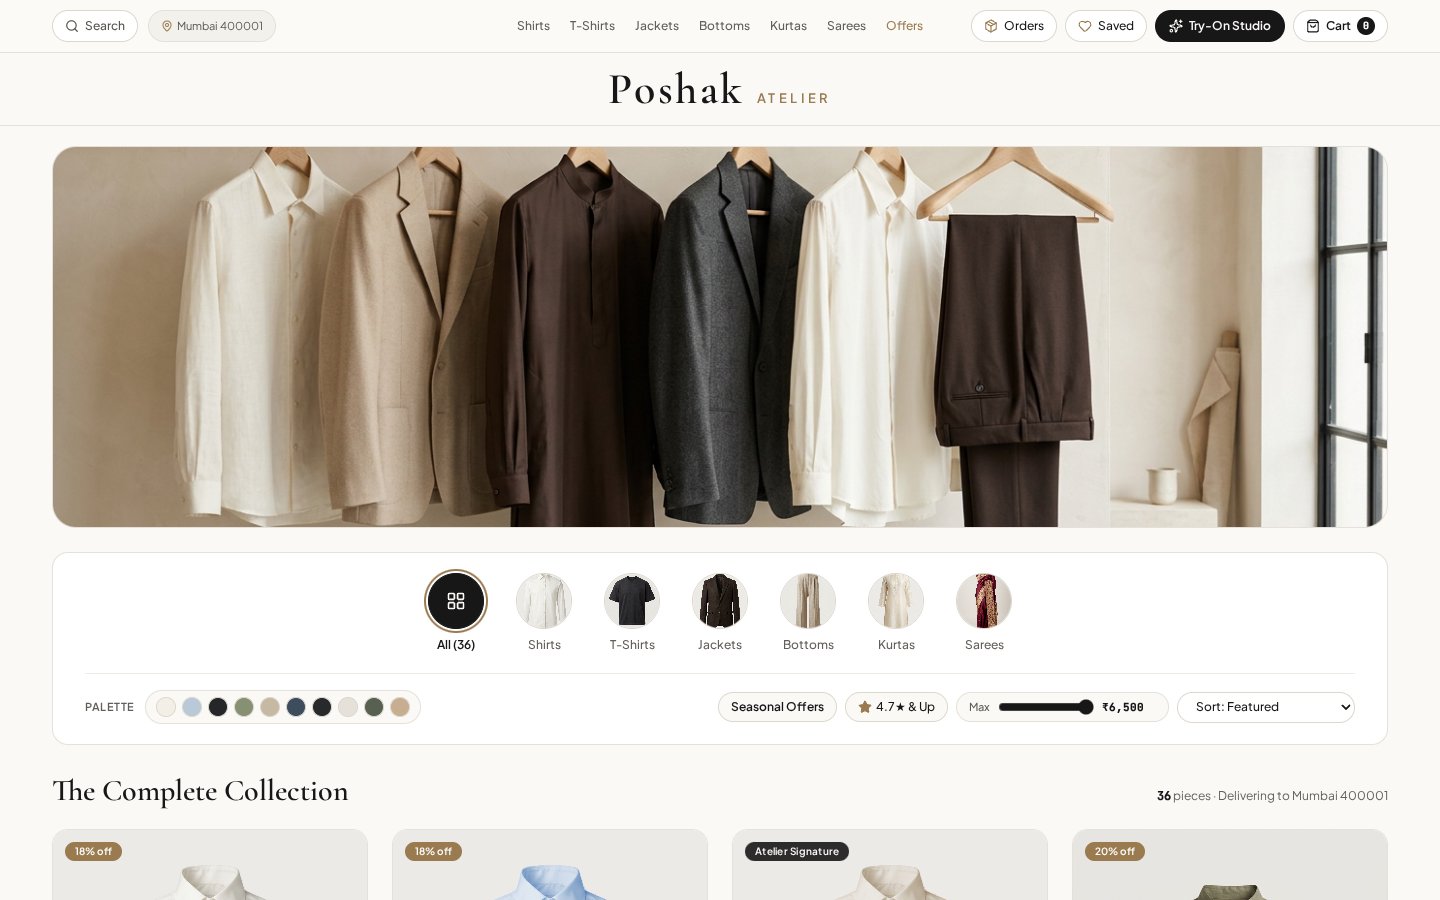 Search
Mumbai 400001
Shirts
T-Shirts
Jackets
Bottoms
Kurtas
Sarees
Offers
Orders
Saved
Try-On Studio
Cart 0
Poshak ATELIER
All (36)
Shirts
T-Shirts
Jackets
Bottoms
Kurtas
Sarees
PALETTE
Seasonal Offers
4.7★ & Up
Max ₹6,500
Sort: Featured
The Complete Collection
36 pieces · Delivering to Mumbai 400001
18% off
18% off
Atelier Signature
20% off